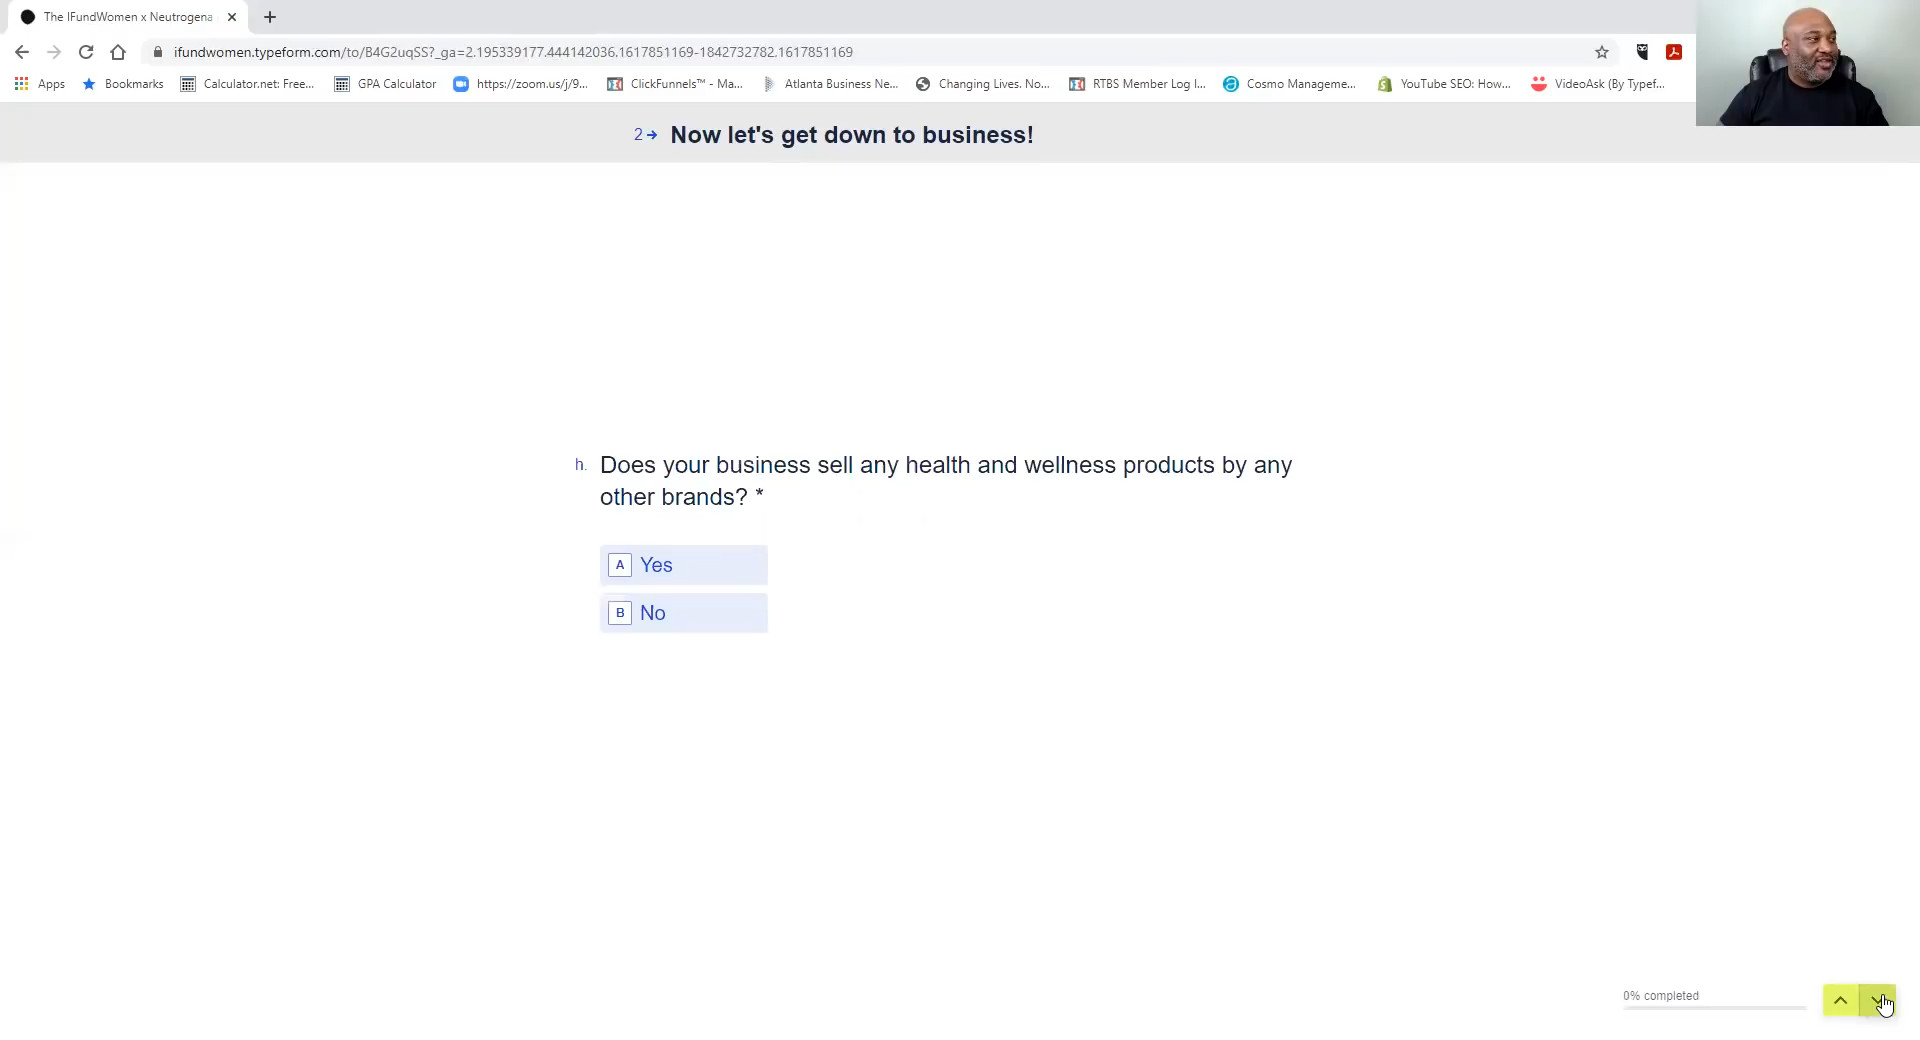 The IFundWomen x Neutrogena
ifundwomen.typeform.com/to/B4G2uqSS?_ga=2.195339177.444142036.1617851169-1842732782.1617851169
Apps Bookmarks Calculator.net: Free... GPA Calculator https://zoom.us/j/9... ClickFunnels™ - Ma... Atlanta Business Ne... Changing Lives. No... RTBS Member Log I... Cosmo Manageme... YouTube SEO: How... VideoAsk (By Typef...
2 Now let's get down to business!
h. Does your business sell any health and wellness products by any
other brands? *
A Yes
B No
0% completed